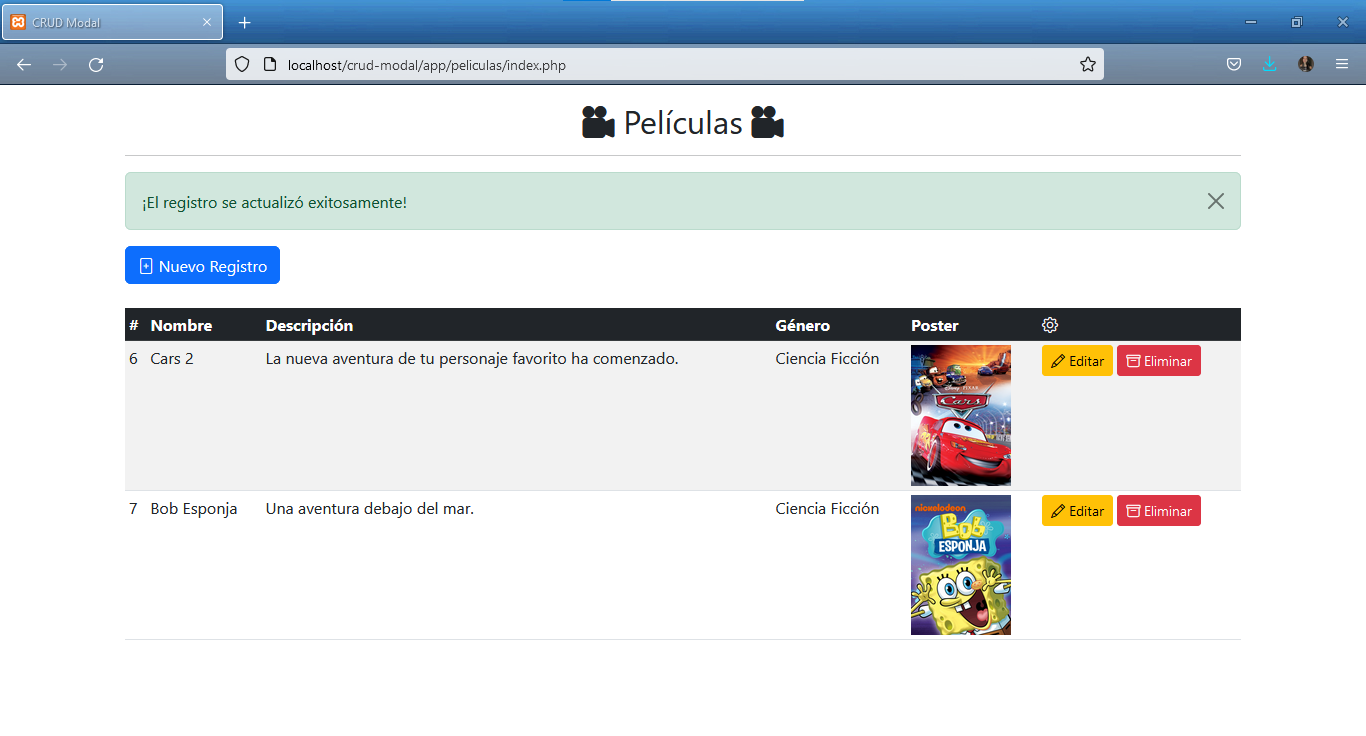 CRUD Modal
localhost/crud-modal/app/peliculas/index.php
Películas
¡El registro se actualizó exitosamente!
Nuevo Registro
# Nombre Descripción Género Poster
6 Cars 2 La nueva aventura de tu personaje favorito ha comenzado. Ciencia Ficción Editar Eliminar
Disney PIXAR
Cars
7 Bob Esponja Una aventura debajo del mar. Ciencia Ficción Editar Eliminar
nickelodeon
Bob
ESPONJA